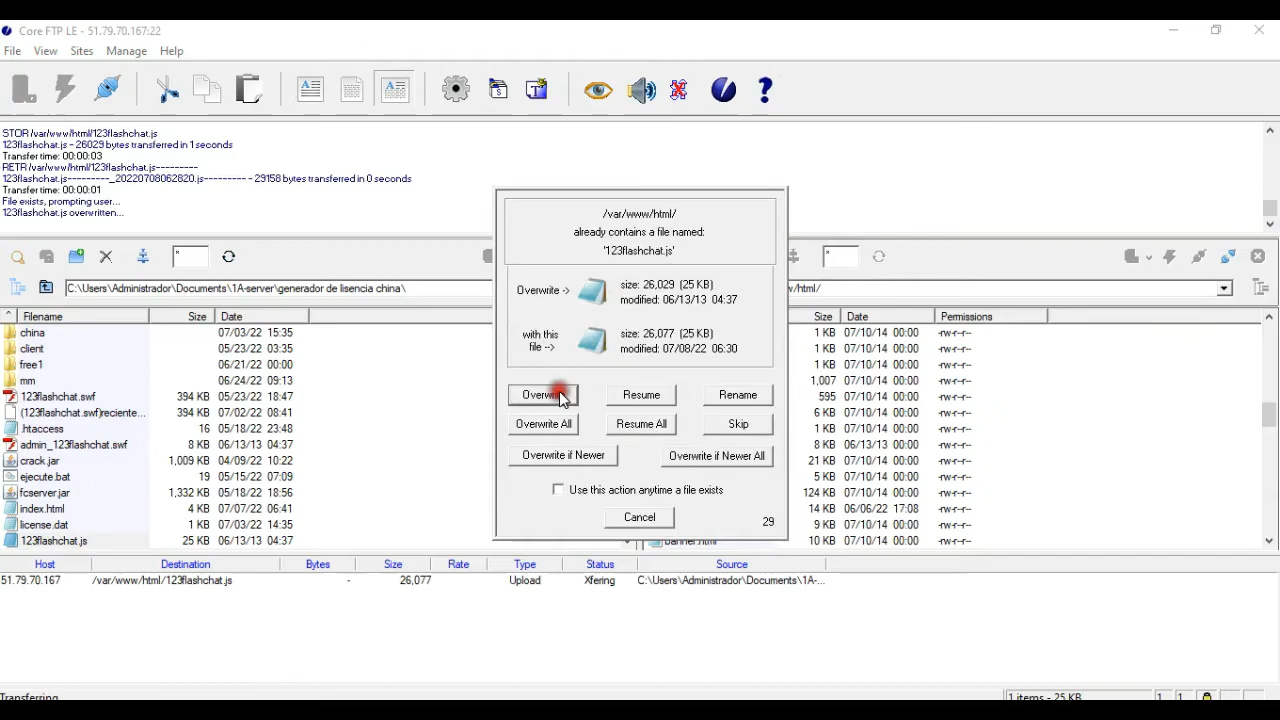 Core FTP LE - 51.79.70.167:22
File View Sites Manage Help
STOR /var/www/html/123flashchat.js
123flashchat.js - 26029 bytes transferred in 1 seconds
Transfer time: 00:00:03
RETR /var/www/html/123flashchat.js---------
123flashchat.js---------_20220708062820.js--------- - 29158 bytes transferred in 0 seconds
Transfer time: 00:00:01
File exists, prompting user...
123flashchat.js overwritten...
/var/www/html/
already contains a file named:
'123flashchat.js'
Overwrite -> size: 26,029 (25 KB)
modified: 06/13/13 04:37
with this file --> size: 26,077 (25 KB)
modified: 07/08/22 06:30
Overwrite Resume Rename
Overwrite All Resume All Skip
Overwrite if Newer Overwrite if Newer All
Use this action anytime a file exists
Cancel 29
C:\Users\Administrador\Documents\1A-server\generador de lisencia china\
/html/
Filename Size Date
china 07/03/22 15:35
client 05/23/22 03:35
free1 06/21/22 00:00
mm 06/24/22 09:13
123flashchat.swf 394 KB 05/23/22 18:47
(123flashchat.swf)reciente... 394 KB 07/02/22 08:41
.htaccess 16 05/18/22 23:48
admin_123flashchat.swf 8 KB 06/13/13 04:37
crack.jar 1,009 KB 04/09/22 10:22
ejecute.bat 19 05/15/22 07:09
fcserver.jar 1,332 KB 05/18/22 18:56
index.html 4 KB 07/07/22 06:41
license.dat 1 KB 07/03/22 14:35
123flashchat.js 25 KB 06/13/13 04:37
Size Date Permissions
1 KB 07/10/14 00:00 -rw-r--r--
1 KB 07/10/14 00:00 -rw-r--r--
1 KB 07/10/14 00:00 -rw-r--r--
1,007 07/10/14 00:00 -rw-r--r--
595 07/10/14 00:00 -rw-r--r--
6 KB 07/10/14 00:00 -rw-r--r--
1 KB 07/10/14 00:00 -rw-r--r--
8 KB 06/13/13 00:00 -rw-r--r--
21 KB 07/10/14 00:00 -rw-r--r--
5 KB 07/10/14 00:00 -rw-r--r--
124 KB 07/10/14 00:00 -rw-r--r--
14 KB 06/06/22 17:08 -rw-r--r--
9 KB 07/10/14 00:00 -rw-r--r--
banner.html 10 KB 07/10/14 00:00 -rw-r--r--
Host Destination Bytes Size Rate Type Status Source
51.79.70.167 /var/www/html/123flashchat.js - 26,077 Upload Xfering C:\Users\Administrador\Documents\1A-...
Transferring 1 items - 25 KB 1 1